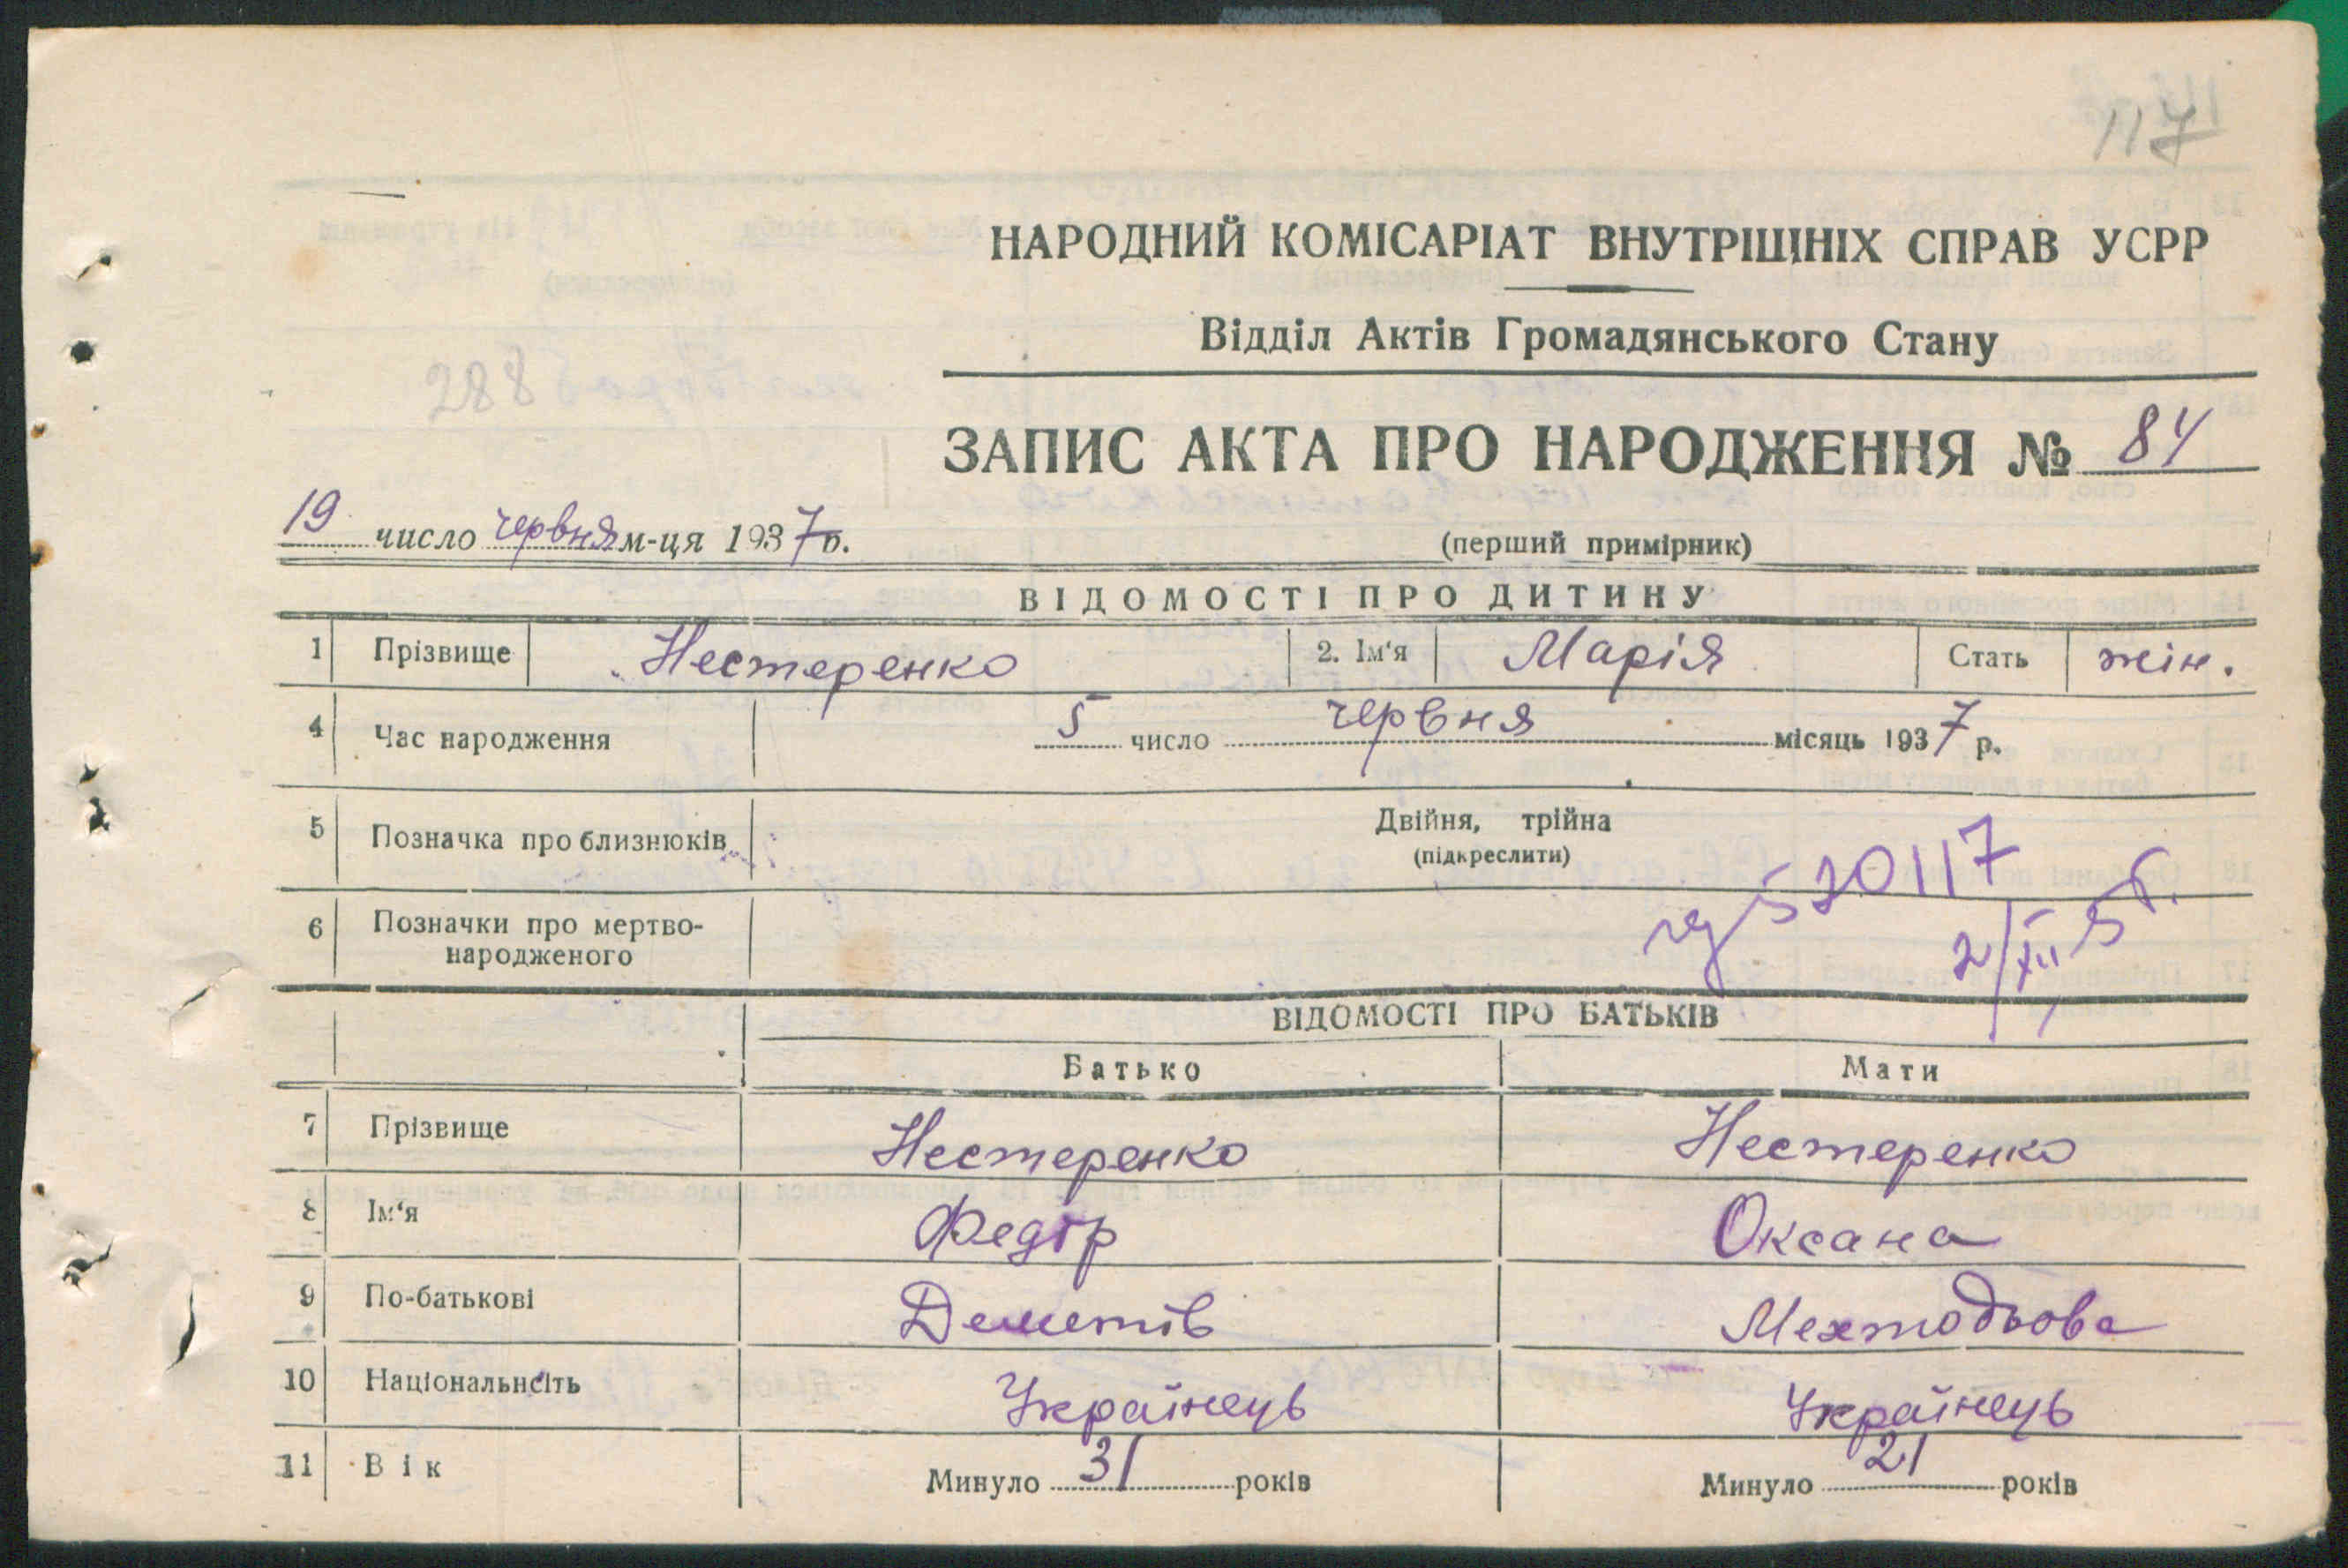 117
НАРОДНИЙ КОМІСАРІАТ ВНУТРІШНІХ СПРАВ УСРР
Відділ Актів Громадянського Стану
ЗАПИС АКТА ПРО НАРОДЖЕННЯ № 84
19 число червня м-ця 1937 р.
(перший примірник)
ВІДОМОСТІ ПРО ДИТИНУ
1 Прізвище Нестеренко 2. Ім'я Марія Стать жін.
4 Час народження 5 число червня місяць 1937 р.
5 Позначка про близнюків Двійня, трійна
(підкреслити)
520117
6 Позначки про мертво-
народженого
2/XII
ВІДОМОСТІ ПРО БАТЬКІВ
Батько Мати
7 Прізвище Нестеренко Нестеренко
8 Ім'я Федір Оксана
9 По-батькові Деметів Мехтодьова
10 Національність Українець Українець
11 Вік Минуло 31 років Минуло 21 років